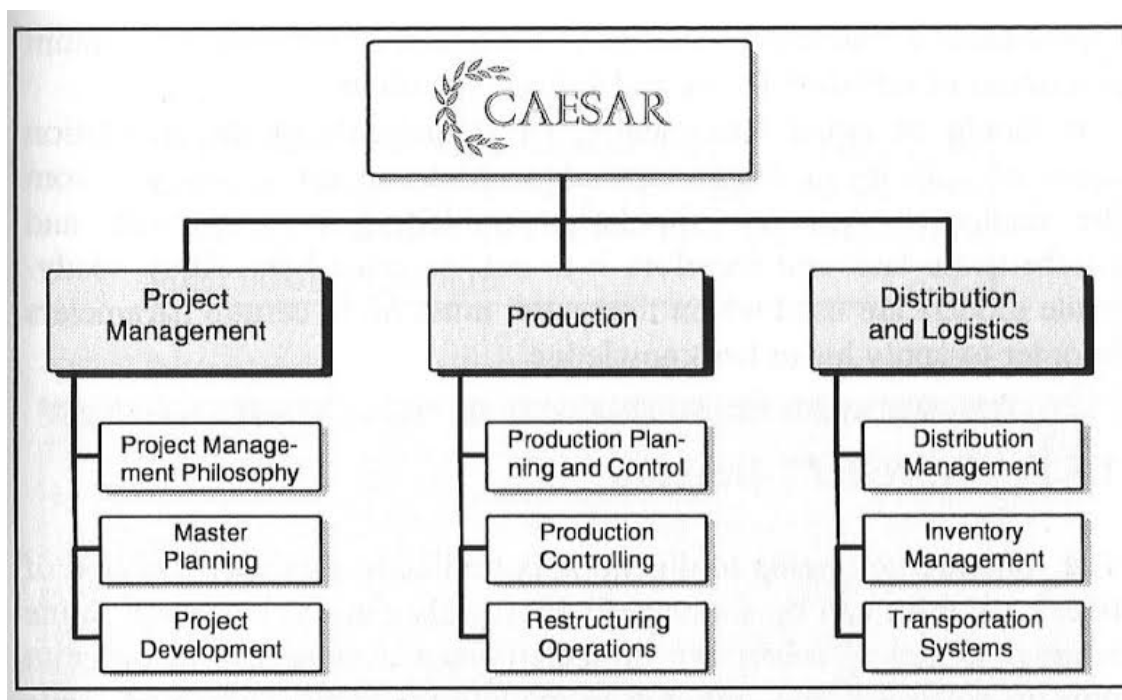 CAESAR
Project
Management
Production
Distribution
and Logistics
Project Manage-
ment Philosophy
Master
Planning
Project
Development
Production Plan-
ning and Control
Production
Controlling
Restructuring
Operations
Distribution
Management
Inventory
Management
Transportation
Systems